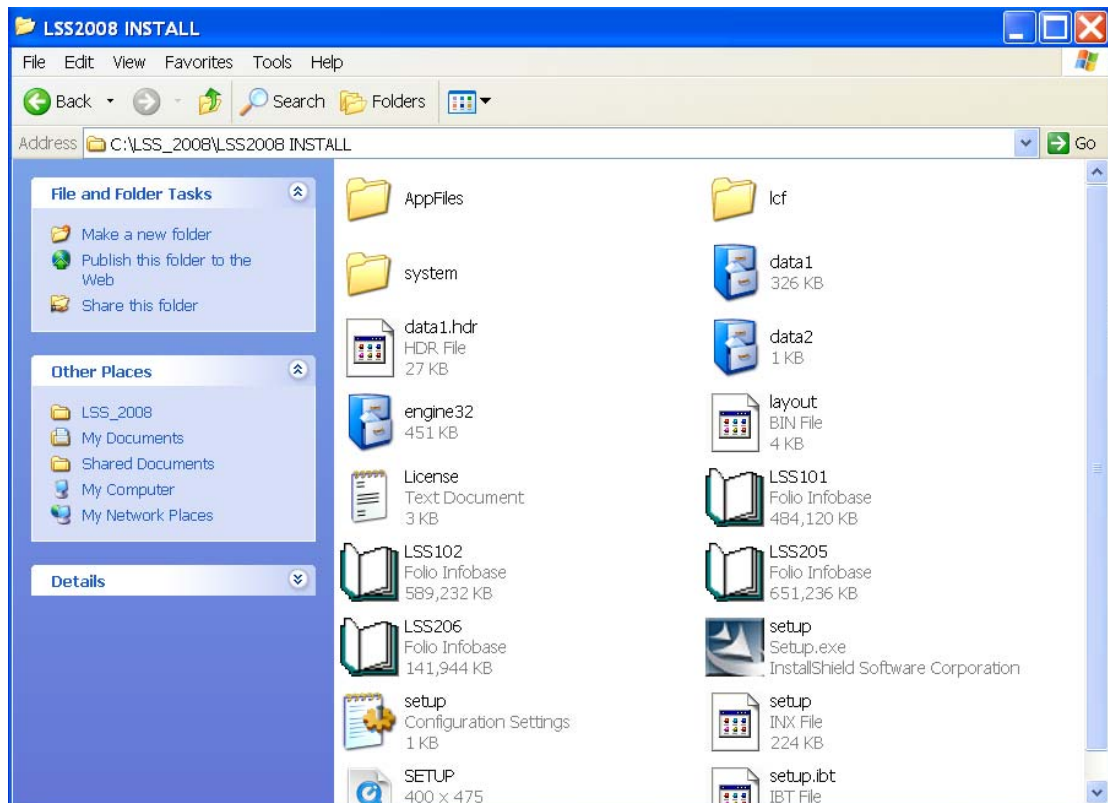 LSS2008 INSTALL
File Edit View Favorites Tools Help
Back Search Folders
Address C:\LSS_2008\LSS2008 INSTALL Go
File and Folder Tasks
Make a new folder
Publish this folder to the
Web
Share this folder
Other Places
LSS_2008
My Documents
Shared Documents
My Computer
My Network Places
Details
AppFiles
lcf
system
data1
326 KB
data1.hdr
HDR File
27 KB
data2
1 KB
engine32
451 KB
layout
BIN File
4 KB
License
Text Document
3 KB
LSS101
Folio Infobase
484,120 KB
LSS102
Folio Infobase
589,232 KB
LSS205
Folio Infobase
651,236 KB
LSS206
Folio Infobase
141,944 KB
setup
Setup.exe
InstallShield Software Corporation
setup
Configuration Settings
1 KB
setup
INX File
224 KB
SETUP
400 x 475
setup.ibt
IBT File